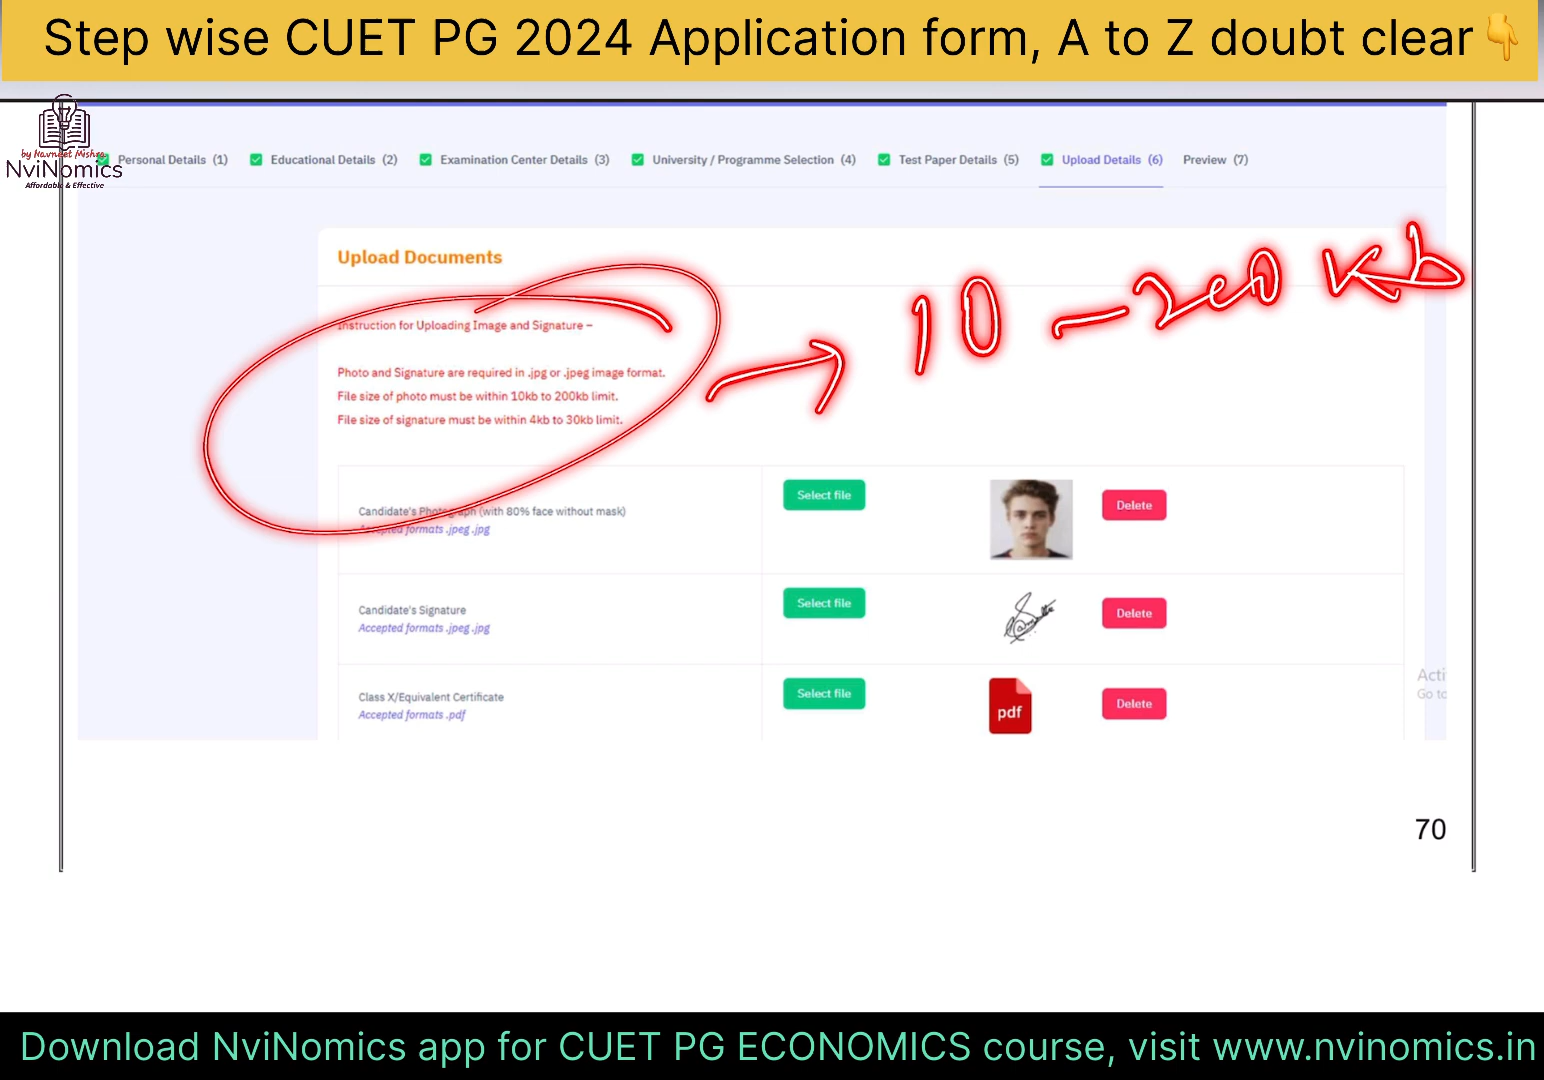 Step wise CUET PG 2024 Application form, A to Z doubt clear👇
by Navneet Mishra
NviNomics
Affordable & Effective
Personal Details (1) Educational Details (2) Examination Center Details (3) University / Programme Selection (4) Test Paper Details (5) Upload Details (6) Preview (7)
Upload Documents
10 - 200 Kb
Instruction for Uploading Image and Signature –
Photo and Signature are required in .jpg or .jpeg image format.
File size of photo must be within 10kb to 200kb limit.
File size of signature must be within 4kb to 30kb limit.
Candidate's Photograph (with 80% face without mask)
Accepted formats .jpeg .jpg
Select file
Delete
Candidate's Signature
Accepted formats .jpeg .jpg
Select file
Delete
Class X/Equivalent Certificate
Accepted formats .pdf
Select file
pdf
Delete
Acti
Go to
70
Download NviNomics app for CUET PG ECONOMICS course, visit www.nvinomics.in